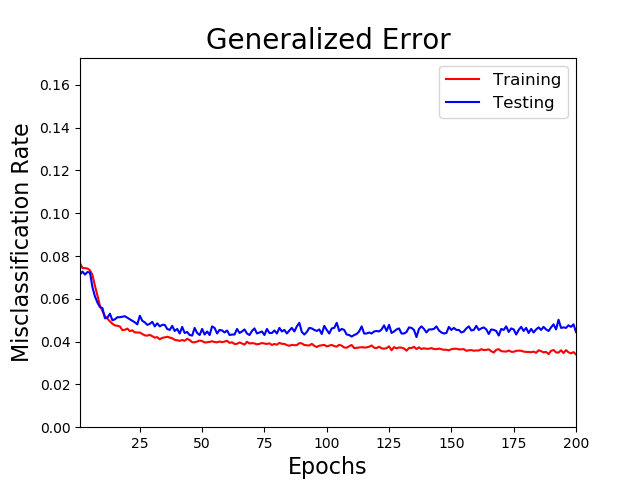 Generalized Error
Training
Testing
Misclassification Rate
0.16
0.14
0.12
0.10
0.08
0.06
0.04
0.02
0.00
25 50 75 100 125 150 175 200
Epochs